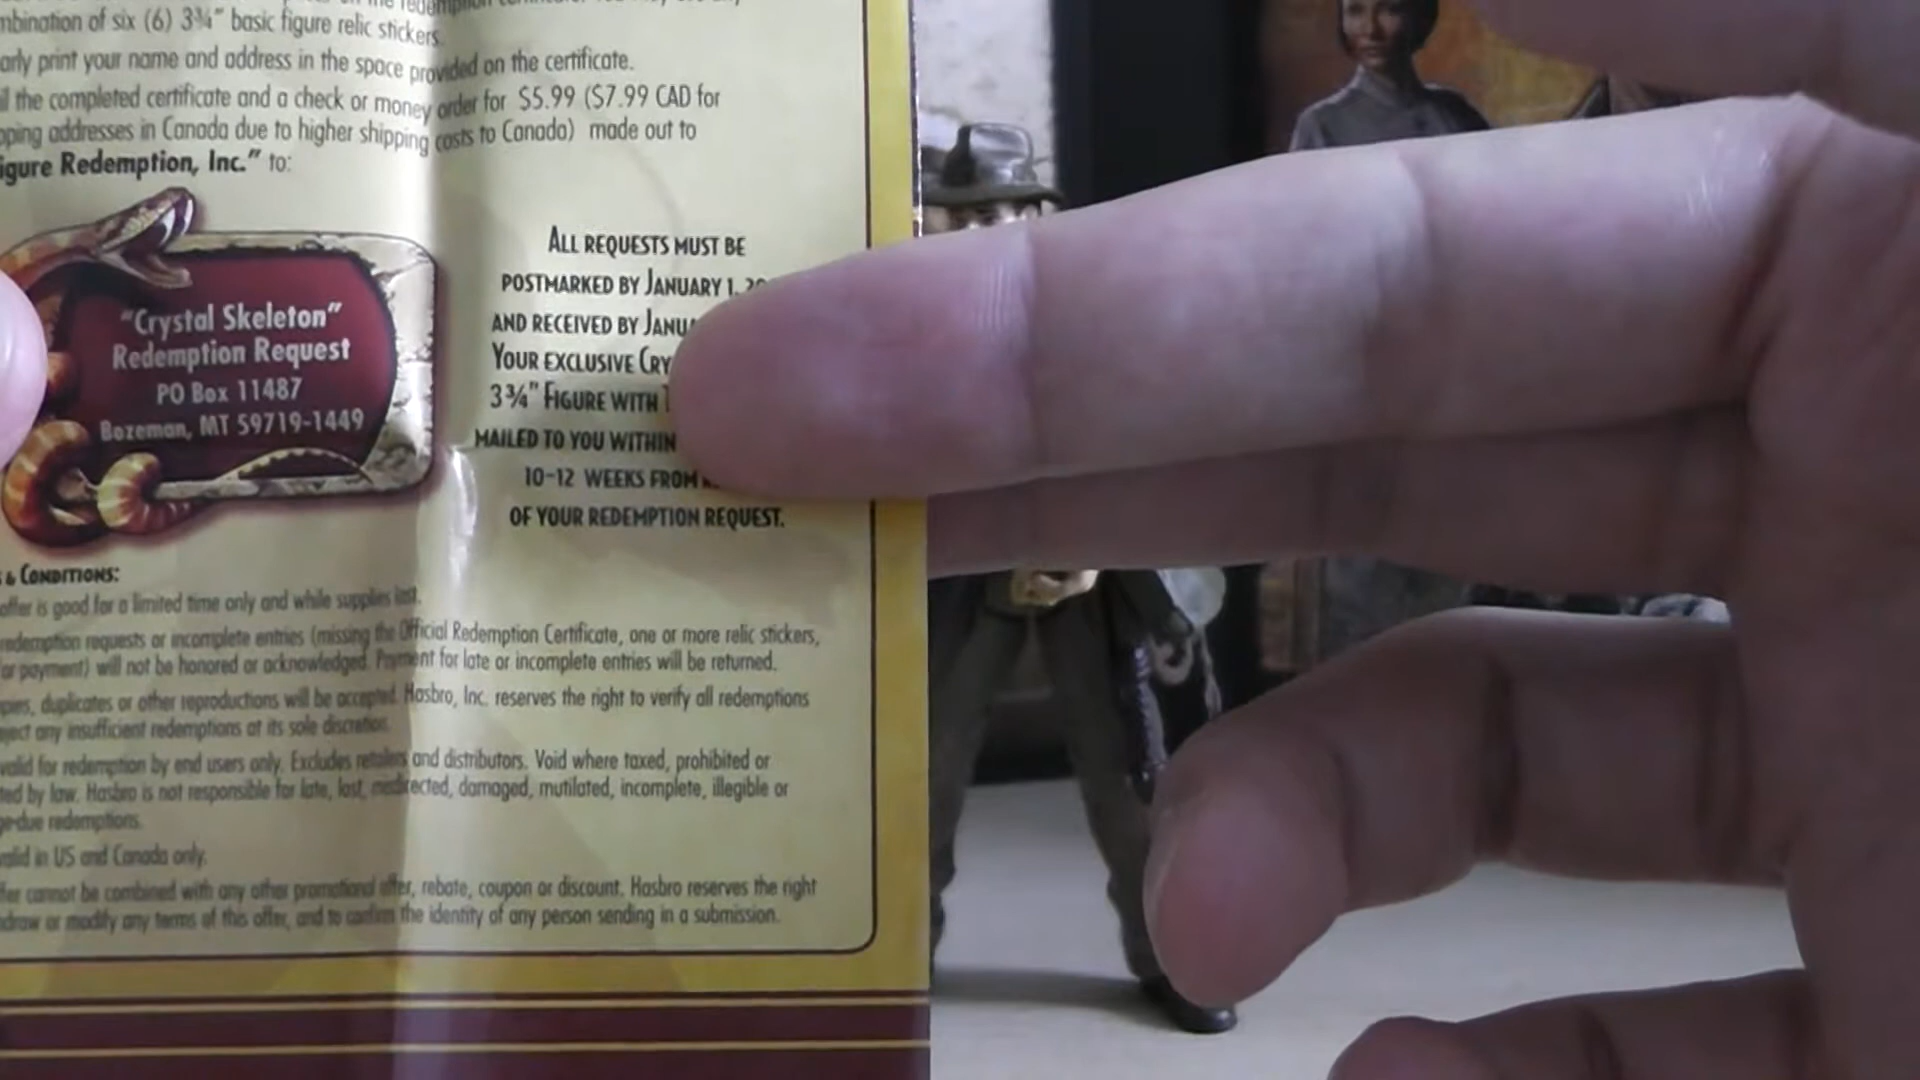 bination of six (6) 3¾" basic figure relic stickers.
arly print your name and address in the space provided on the certificate.
il the completed certificate and a check or money order for $5.99 ($7.99 CAD for
pping addresses in Canada due to higher shipping costs to Canada) made out to
igure Redemption, Inc." to:
"Crystal Skeleton"
Redemption Request
PO Box 11487
Bozeman, MT 59719-1449
ALL REQUESTS MUST BE
POSTMARKED BY JANUARY 1, 20
AND RECEIVED BY JANUA
YOUR EXCLUSIVE CRY
3¾" FIGURE WITH
MAILED TO YOU WITHIN
10-12 WEEKS FROM
OF YOUR REDEMPTION REQUEST.
& CONDITIONS:
offer is good for a limited time only and while supplies last.
redemption requests or incomplete entries (missing the Official Redemption Certificate, one or more relic stickers,
or payment) will not be honored or acknowledged. Payment for late or incomplete entries will be returned.
pies, duplicates or other reproductions will be accepted. Hasbro, Inc. reserves the right to verify all redemptions
ject any insufficient redemptions at its sole discretion.
valid for redemption by end users only. Excludes retailers and distributors. Void where taxed, prohibited or
ted by law. Hasbro is not responsible for late, lost, misdirected, damaged, mutilated, incomplete, illegible or
ge-due redemptions.
valid in US and Canada only.
fer cannot be combined with any other promotional offer, rebate, coupon or discount. Hasbro reserves the right
hdraw or modify any terms of this offer, and to confirm the identity of any person sending in a submission.